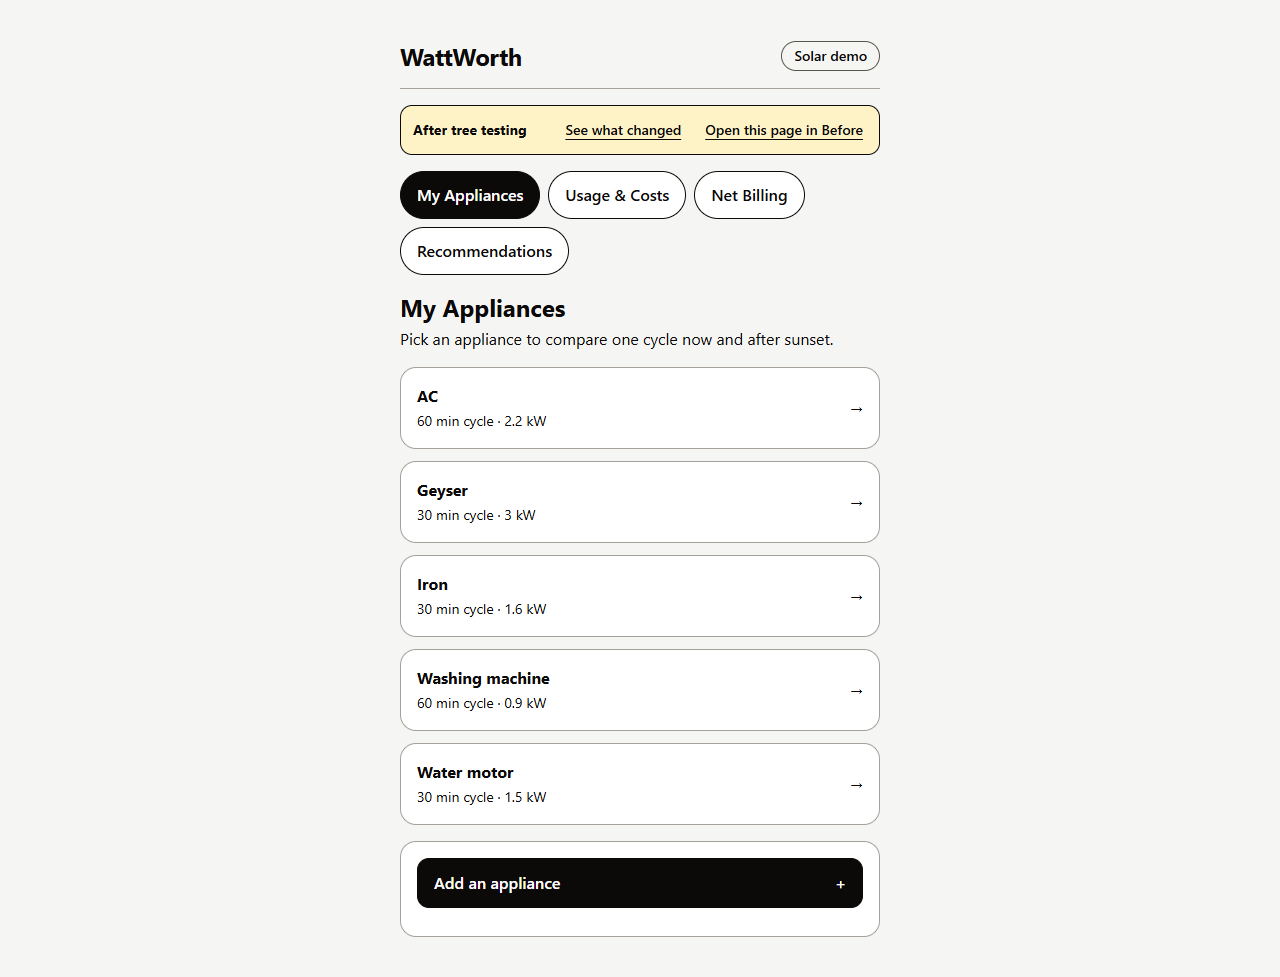 WattWorth
Solar demo
After tree testing
See what changed
Open this page in Before
My Appliances
Usage & Costs
Net Billing
Recommendations
My Appliances
Pick an appliance to compare one cycle now and after sunset.
AC
60 min cycle · 2.2 kW
→
Geyser
30 min cycle · 3 kW
→
Iron
30 min cycle · 1.6 kW
→
Washing machine
60 min cycle · 0.9 kW
→
Water motor
30 min cycle · 1.5 kW
→
Add an appliance +